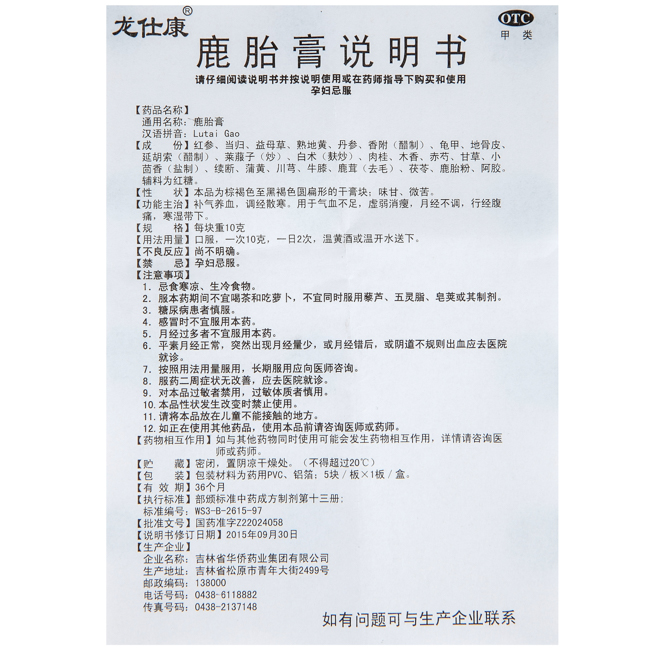 龙仕康®
OTC
甲 类
鹿胎膏说明书
请仔细阅读说明书并按说明使用或在药师指导下购买和使用
孕妇忌服
【药品名称】
通用名称：鹿胎膏
汉语拼音：Lutai Gao
【成　份】红参、当归、益母草、熟地黄、丹参、香附（醋制）、龟甲、地骨皮、
延胡索（醋制）、莱菔子（炒）、白术（麸炒）、肉桂、木香、赤芍、甘草、小
茴香（盐制）、续断、蒲黄、川芎、牛膝、鹿茸（去毛）、茯苓、鹿胎粉、阿胶。
辅料为红糖。
【性　状】本品为棕褐色至黑褐色圆扁形的干膏块；味甘、微苦。
【功能主治】补气养血，调经散寒。用于气血不足，虚弱消瘦，月经不调，行经腹
痛，寒湿带下。
【规　格】每块重10克
【用法用量】口服，一次10克，一日2次，温黄酒或温开水送下。
【不良反应】尚不明确。
【禁　忌】孕妇忌服。
【注意事项】
1．忌食寒凉、生冷食物。
2．服本药期间不宜喝茶和吃萝卜，不宜同时服用藜芦、五灵脂、皂荚或其制剂。
3．糖尿病患者慎服。
4．感冒时不宜服用本药。
5．月经过多者不宜服用本药。
6．平素月经正常，突然出现月经量少，或月经错后，或阴道不规则出血应去医院
就诊。
7．按照用法用量服用，长期服用应向医师咨询。
8．服药二周症状无改善，应去医院就诊。
9．对本品过敏者禁用，过敏体质者慎用。
10．本品性状发生改变时禁止使用。
11．请将本品放在儿童不能接触的地方。
12．如正在使用其他药品，使用本品前请咨询医师或药师。
【药物相互作用】如与其他药物同时使用可能会发生药物相互作用，详情请咨询医
师或药师。
【贮　藏】密闭，置阴凉干燥处。（不得超过20℃）
【包　装】包装材料为药用PVC、铝箔；5块／板×1板／盒。
【有 效 期】36个月
【执行标准】部颁标准中药成方制剂第十三册；
标准编号：WS3-B-2615-97
【批准文号】国药准字Z22024058
【说明书修订日期】2015年09月30日
【生产企业】
企业名称：吉林省华侨药业集团有限公司
生产地址：吉林省松原市青年大街2499号
邮政编码：138000
电话号码：0438-6118882
传真号码：0438-2137148
如有问题可与生产企业联系